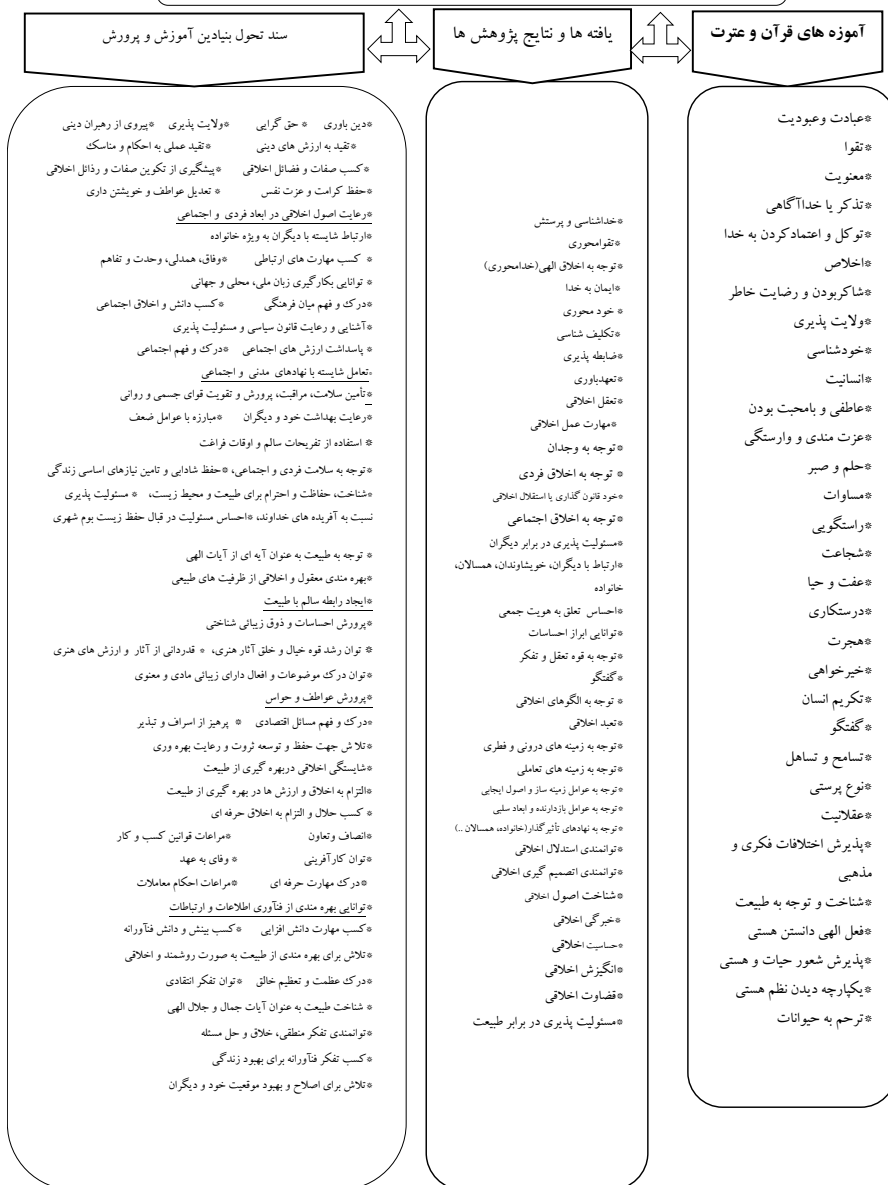 آموزه های قرآن و عترت
یافته ها و نتایج پژوهش ها
سند تحول بنیادین آموزش و پرورش
*عبادت وعبودیت
*تقوا
*معنویت
*تذکر یا خداآگاهی
*توکل و اعتمادکردن به خدا
*اخلاص
*شاکربودن و رضایت خاطر
*ولایت پذیری
*خودشناسی
*انسانیت
*عاطفی و بامحبت بودن
*عزت مندی و وارستگی
*حلم و صبر
*مساوات
*راستگویی
*شجاعت
*عفت و حیا
*درستکاری
*هجرت
*خیرخواهی
*تکریم انسان
*گفتگو
*تسامح و تساهل
*نوع پرستی
*عقلانیت
*پذیرش اختلافات فکری و
مذهبی
*شناخت و توجه به طبیعت
*فعل الهی دانستن هستی
*پذیرش شعور حیات و هستی
*یکپارچه دیدن نظم هستی
*ترحم به حیوانات
*خداشناسی و پرستش
*تقوامحوری
*توجه به اخلاق الهی(خدامحوری)
*ایمان به خدا
* خود محوری
*تکلیف شناسی
*ضابطه پذیری
*تعهدباوری
*تعقل اخلاقی
*مهارت عمل اخلاقی
*توجه به وجدان
* توجه به اخلاق فردی
*خود قانون گذاری یا استقلال اخلاقی
*توجه به اخلاق اجتماعی
*مسئولیت پذیری در برابر دیگران
*ارتباط با دیگران، خویشاوندان، همسالان،
خانواده
*احساس تعلق به هویت جمعی
*توانایی ابراز احساسات
*توجه به قوه تعقل و تفکر
*گفتگو
* توجه به الگوهای اخلاقی
*تعبد اخلاقی
*توجه به زمینه های درونی و فطری
*توجه به زمینه های تعاملی
*توجه به عوامل زمینه ساز و اصول ایجابی
*توجه به عوامل بازدارنده و ابعاد سلبی
*توجه به نهادهای تأثیرگذار(خانواده، همسالان ..)
*توانمندی استدلال اخلاقی
*توانمندی اتصمیم گیری اخلاقی
*شناخت اصول اخلاقی
*خبرگی اخلاقی
*حساسیت اخلاقی
*انگیزش اخلاقی
*قضاوت اخلاقی
*مسئولیت پذیری در برابر طبیعت
*دین باوری * حق گرایی *ولایت پذیری *پیروی از رهبران دینی
*تقید به ارزش های دینی *تقید عملی به احکام و مناسک
*کسب صفات و فضائل اخلاقی *پیشگیری از تکوین صفات و رذائل اخلاقی
*حفظ کرامت و عزت نفس * تعدیل عواطف و خویشتن داری
*رعایت اصول اخلاقی در ابعاد فردی و اجتماعی
*ارتباط شایسته با دیگران به ویژه خانواده
* کسب مهارت های ارتباطی *وفاق، همدلی، وحدت و تفاهم
* توانایی بکارگیری زبان ملی، محلی و جهانی
*درک و فهم میان فرهنگی *کسب دانش و اخلاق اجتماعی
*آشنایی و رعایت قانون سیاسی و مسئولیت پذیری
* پاسداشت ارزش های اجتماعی *درک و فهم اجتماعی
*تعامل شایسته با نهادهای مدنی و اجتماعی
*تأمین سلامت، مراقبت، پرورش و تقویت قوای جسمی و روانی
*رعایت بهداشت خود و دیگران *مبارزه با عوامل ضعف
* استفاده از تفریحات سالم و اوقات فراغت
*توجه به سلامت فردی و اجتماعی، *حفظ شادابی و تامین نیازهای اساسی زندگی
*شناخت، حفاظت و احترام برای طبیعت و محیط زیست، * مسئولیت پذیری
نسبت به آفریده های خداوند، *احساس مسئولیت در قبال حفظ زیست بوم شهری
* توجه به طبیعت به عنوان آیه ای از آیات الهی
*بهره مندی معقول و اخلاقی از ظرفیت های طبیعی
*ایجاد رابطه سالم با طبیعت
*پرورش احساسات و ذوق زیبائی شناختی
* توان رشد قوه خیال و خلق آثار هنری، * قدردانی از آثار و ارزش های هنری
*توان درک موضوعات و افعال دارای زیبائی مادی و معنوی
*پرورش عواطف و حواس
*درک و فهم مسائل اقتصادی * پرهیز از اسراف و تبذیر
*تلاش جهت حفظ و توسعه ثروت و رعایت بهره وری
*شایستگی اخلاقی دربهره گیری از طبیعت
*التزام به اخلاق و ارزش ها در بهره گیری از طبیعت
* کسب حلال و التزام به اخلاق حرفه ای
*انصاف وتعاون *مراعات قوانین کسب و کار
*توان کارآفرینی * وفای به عهد
*درک مهارت حرفه ای *مراعات احکام معاملات
*توانایی بهره مندی از فنآوری اطلاعات و ارتباطات
*کسب مهارت دانش افزایی *کسب بینش و دانش فنآورانه
*تلاش برای بهره مندی از طبیعت به صورت روشمند و اخلاقی
*درک عظمت و تعظیم خالق *توان تفکر انتقادی
* شناخت طبیعت به عنوان آیات جمال و جلال الهی
*توانمندی تفکر منطقی، خلاق و حل مسئله
*کسب تفکر فنآورانه برای بهبود زندگی
*تلاش برای اصلاح و بهبود موقعیت خود و دیگران